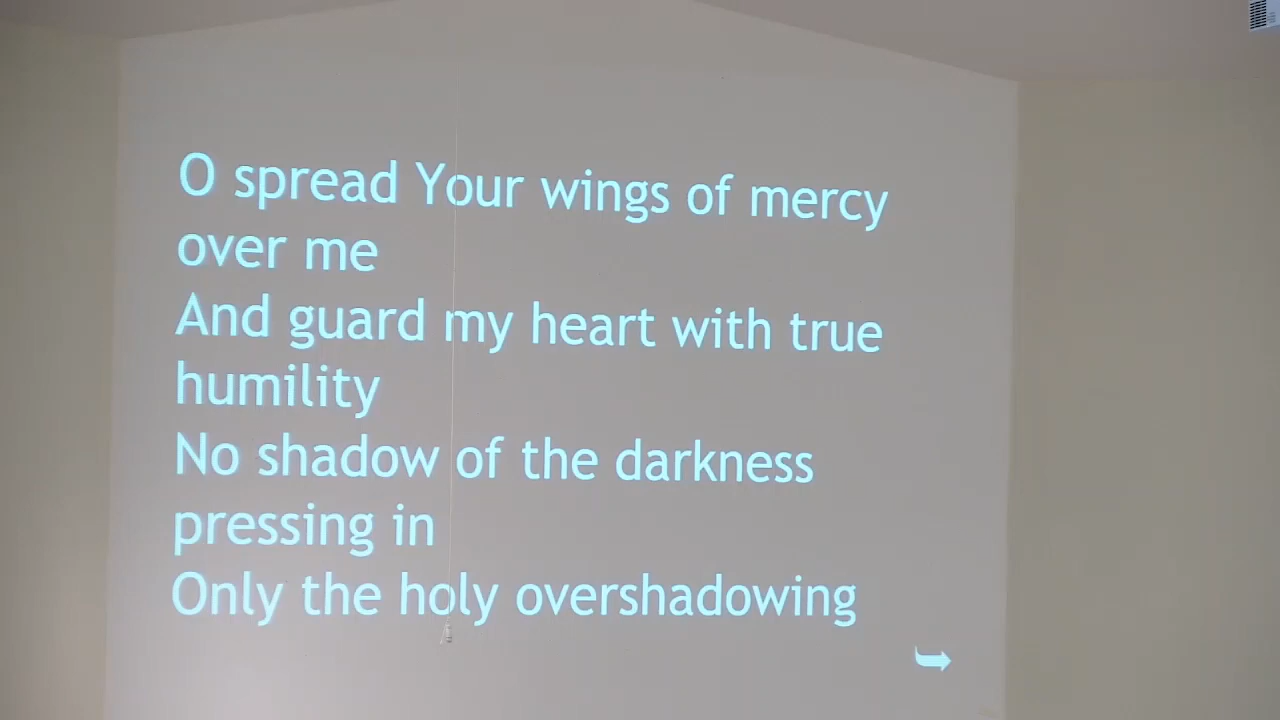 O spread Your wings of mercy
over me
And guard my heart with true
humility
No shadow of the darkness
pressing in
Only the holy overshadowing